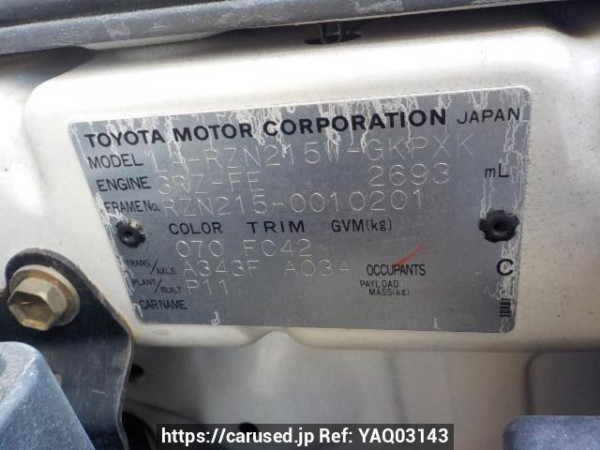 TOYOTA MOTOR CORPORATION JAPAN
MODEL LA-RZN215W-GKPXK
ENGINE 3RZ-FE 2693 mL
FRAME No. RZN215-0010201
COLOR TRIM GVM(kg)
070 FC42
TRANS/AXLE A343F A03A OCCUPANTS C
PLANT/BUILT P11 PAYLOAD MASS(kg)
CAR NAME
https://carused.jp Ref: YAQ03143